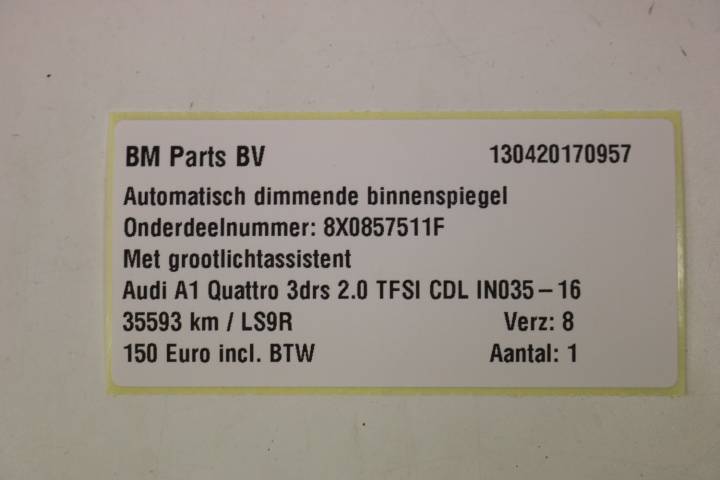 BM Parts BV 130420170957
Automatisch dimmende binnenspiegel
Onderdeelnummer: 8X0857511F
Met grootlichtassistent
Audi A1 Quattro 3drs 2.0 TFSI CDL IN035-16
35593 km / LS9R Verz: 8
150 Euro incl. BTW Aantal: 1